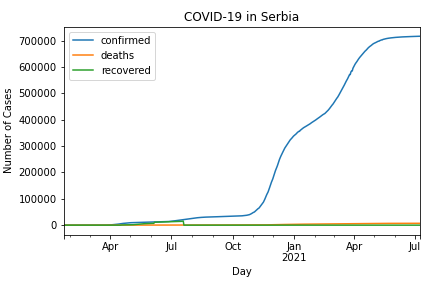 COVID-19 in Serbia
confirmed
deaths
recovered
700000
600000
500000
400000
300000
200000
100000
0
Number of Cases
Apr
Jul
Oct
Jan
2021
Apr
Jul
Day